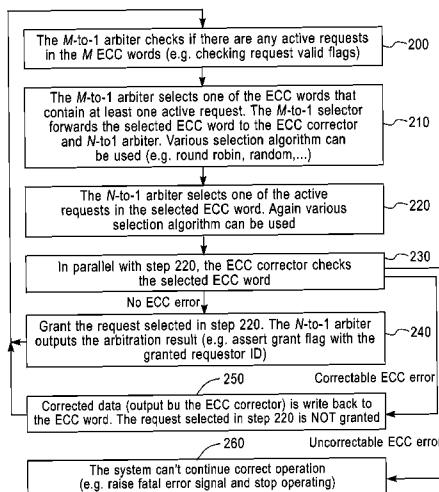 The M-to-1 arbiter checks if there are any active requests
in the M ECC words (e.g. checking request valid flags)
200
The M-to-1 arbiter selects one of the ECC words that
contain at least one active request. The M-to-1 selector
forwards the selected ECC word to the ECC corrector
and N-to1 arbiter. Various selection algorithm can
be used (e.g. round robin, random,...)
210
The N-to-1 arbiter selects one of the active
requests in the selected ECC word. Again various
selection algorithm can be used
220
230
In parallel with step 220, the ECC corrector checks
the selected ECC word
No ECC error
Grant the request selected in step 220. The N-to-1 arbiter
outputs the arbitration result (e.g. assert grant flag with the
granted requestor ID)
240
250
Correctable ECC error
Corrected data (output bu the ECC corrector) is write back to
the ECC word. The request selected in step 220 is NOT granted
260
Uncorrectable ECC error
The system can't continue correct operation
(e.g. raise fatal error signal and stop operating)